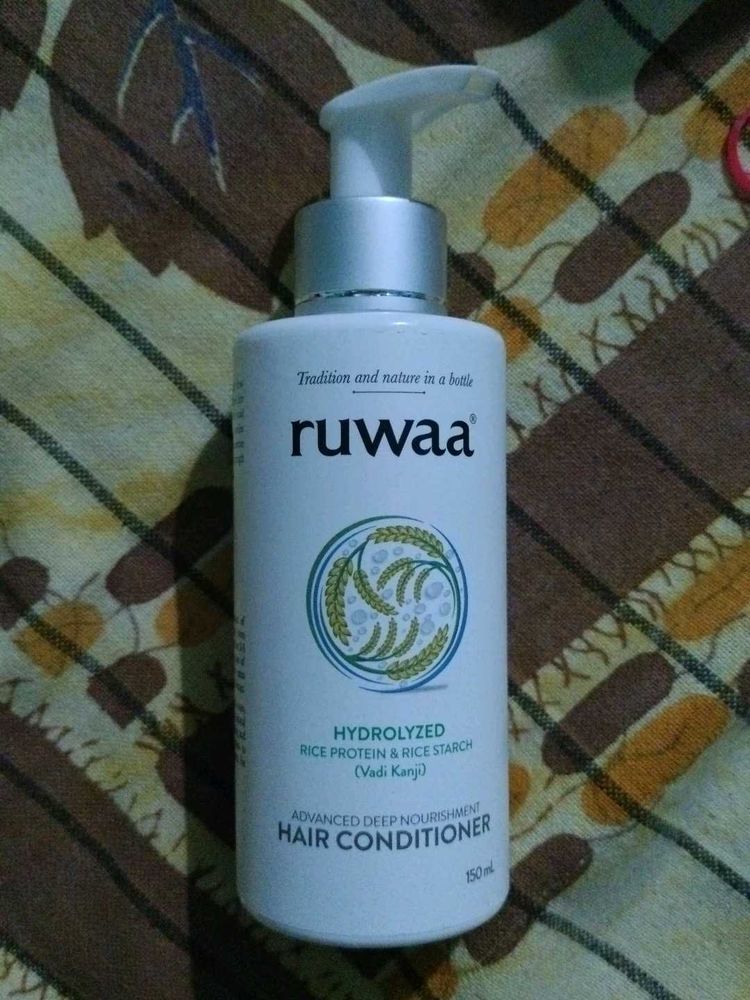 Tradition and nature in a bottle
ruwaa®
HYDROLYZED
RICE PROTEIN & RICE STARCH
(Vadi Kanji)
ADVANCED DEEP NOURISHMENT
HAIR CONDITIONER
150 mL